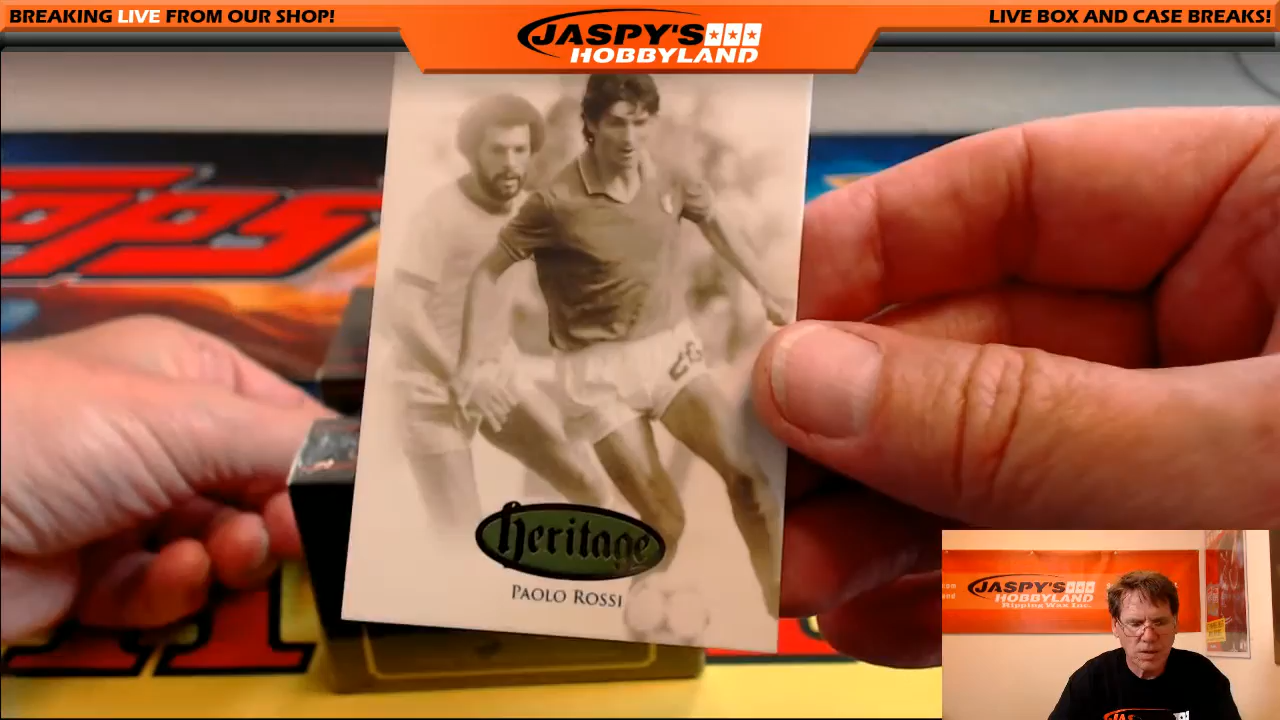 BREAKING LIVE FROM OUR SHOP!
JASPY'S
HOBBYLAND
LIVE BOX AND CASE BREAKS!
heritage
PAOLO ROSSI
JASPY'S
HOBBYLAND
Ripping Wax Inc.